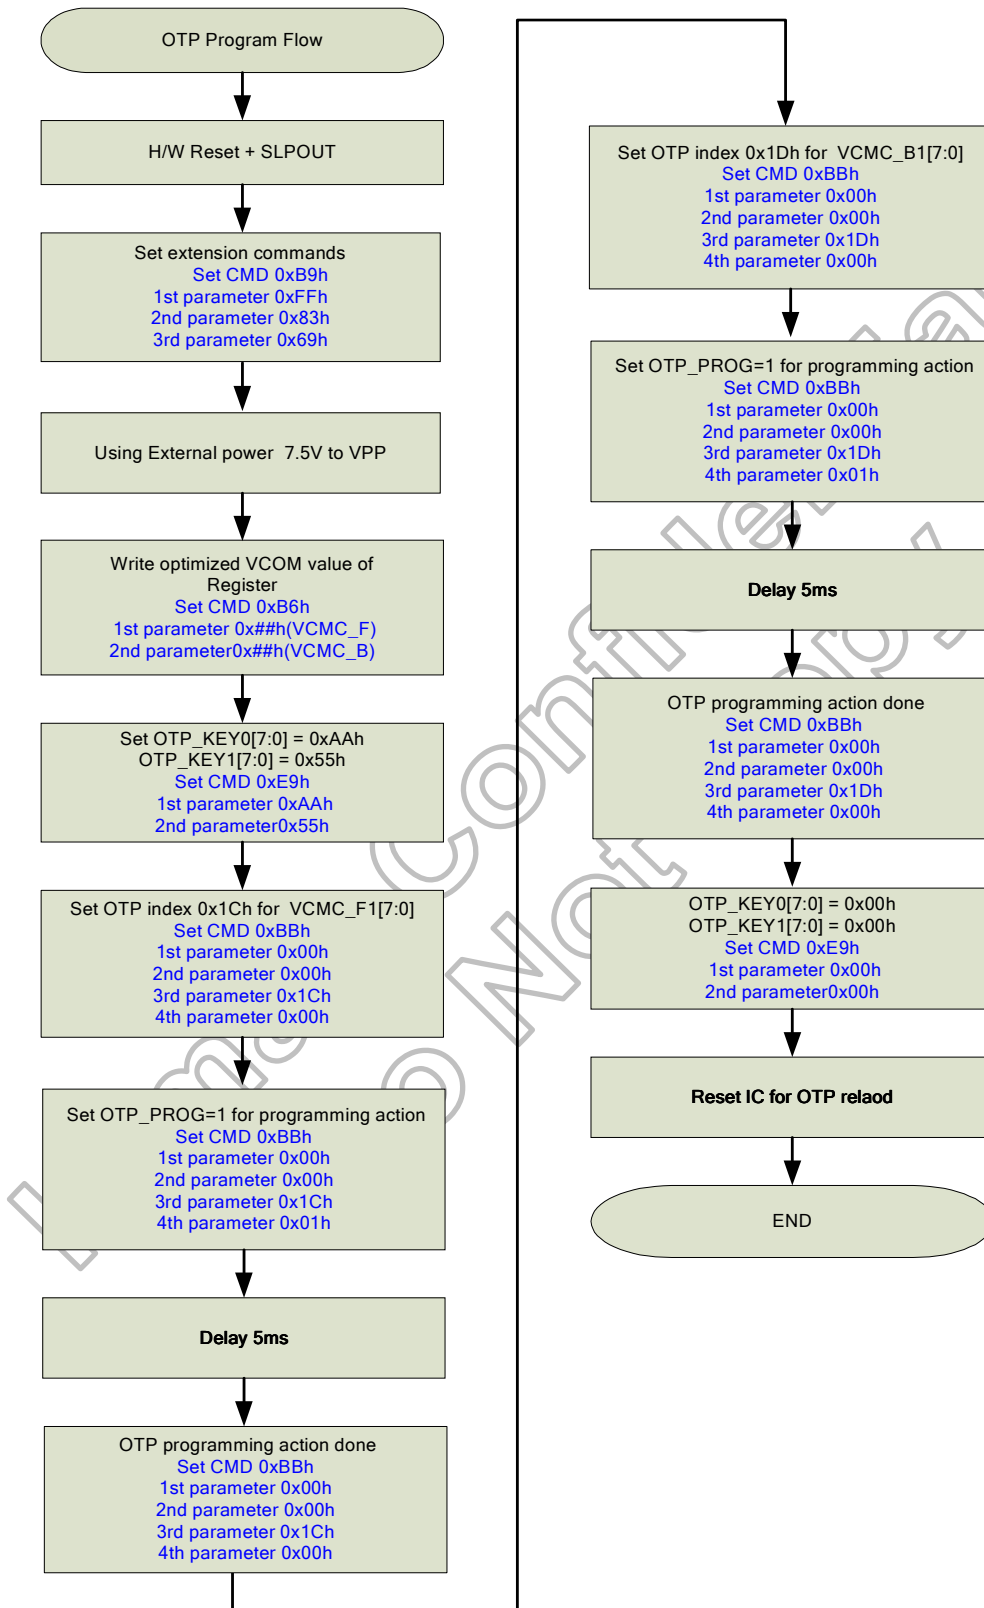 OTP Program Flow
H/W Reset + SLPOUT
Set extension commands
Set CMD 0xB9h
1st parameter 0xFFh
2nd parameter 0x83h
3rd parameter 0x69h
Using External power 7.5V to VPP
Write optimized VCOM value of
Register
Set CMD 0xB6h
1st parameter 0x##h(VCMC_F)
2nd parameter0x##h(VCMC_B)
Set OTP_KEY0[7:0] = 0xAAh
OTP_KEY1[7:0] = 0x55h
Set CMD 0xE9h
1st parameter 0xAAh
2nd parameter0x55h
Set OTP index 0x1Ch for VCMC_F1[7:0]
Set CMD 0xBBh
1st parameter 0x00h
2nd parameter 0x00h
3rd parameter 0x1Ch
4th parameter 0x00h
Set OTP_PROG=1 for programming action
Set CMD 0xBBh
1st parameter 0x00h
2nd parameter 0x00h
3rd parameter 0x1Ch
4th parameter 0x01h
Delay 5ms
OTP programming action done
Set CMD 0xBBh
1st parameter 0x00h
2nd parameter 0x00h
3rd parameter 0x1Ch
4th parameter 0x00h
Set OTP index 0x1Dh for VCMC_B1[7:0]
Set CMD 0xBBh
1st parameter 0x00h
2nd parameter 0x00h
3rd parameter 0x1Dh
4th parameter 0x00h
Set OTP_PROG=1 for programming action
Set CMD 0xBBh
1st parameter 0x00h
2nd parameter 0x00h
3rd parameter 0x1Dh
4th parameter 0x01h
Delay 5ms
OTP programming action done
Set CMD 0xBBh
1st parameter 0x00h
2nd parameter 0x00h
3rd parameter 0x1Dh
4th parameter 0x00h
OTP_KEY0[7:0] = 0x00h
OTP_KEY1[7:0] = 0x00h
Set CMD 0xE9h
1st parameter 0x00h
2nd parameter0x00h
Reset IC for OTP relaod
END